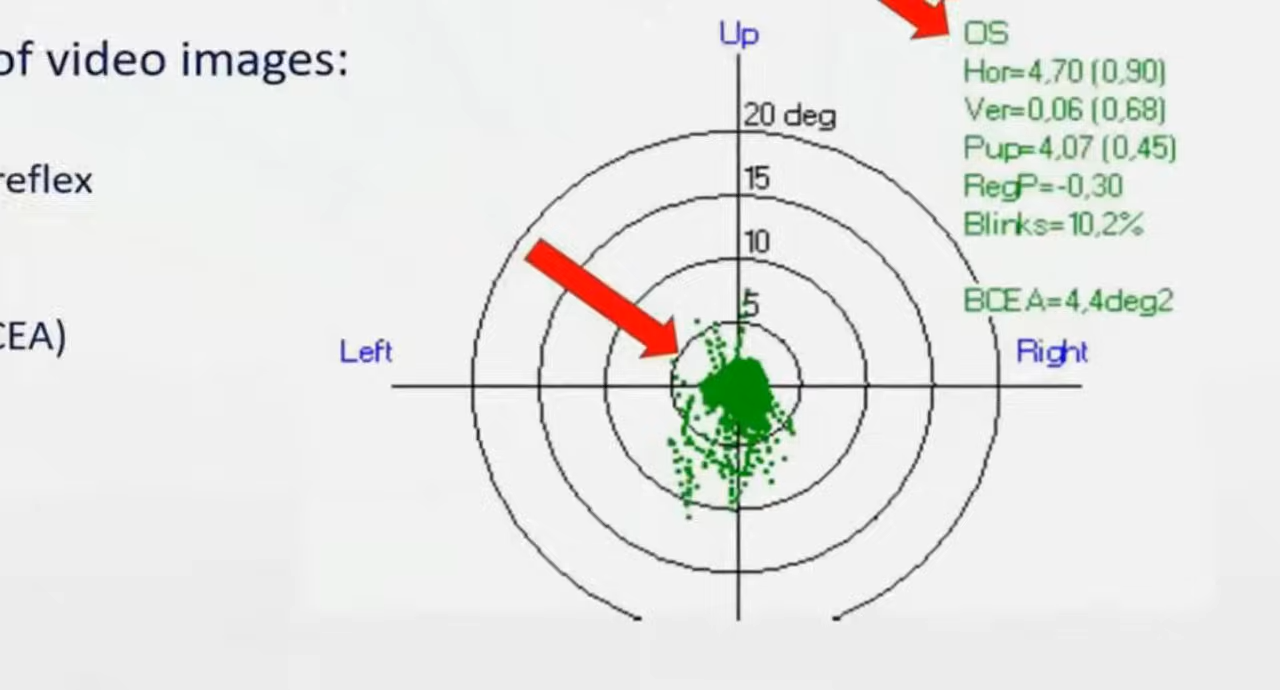 of video images:
reflex
CEA)
Up
20 deg
15
10
5
Left
Right
OS
Hor=4,70 (0,90)
Ver=0,06 (0,68)
Pup=4,07 (0,45)
RegP=-0,30
Blinks=10,2%
BCEA=4,4deg2